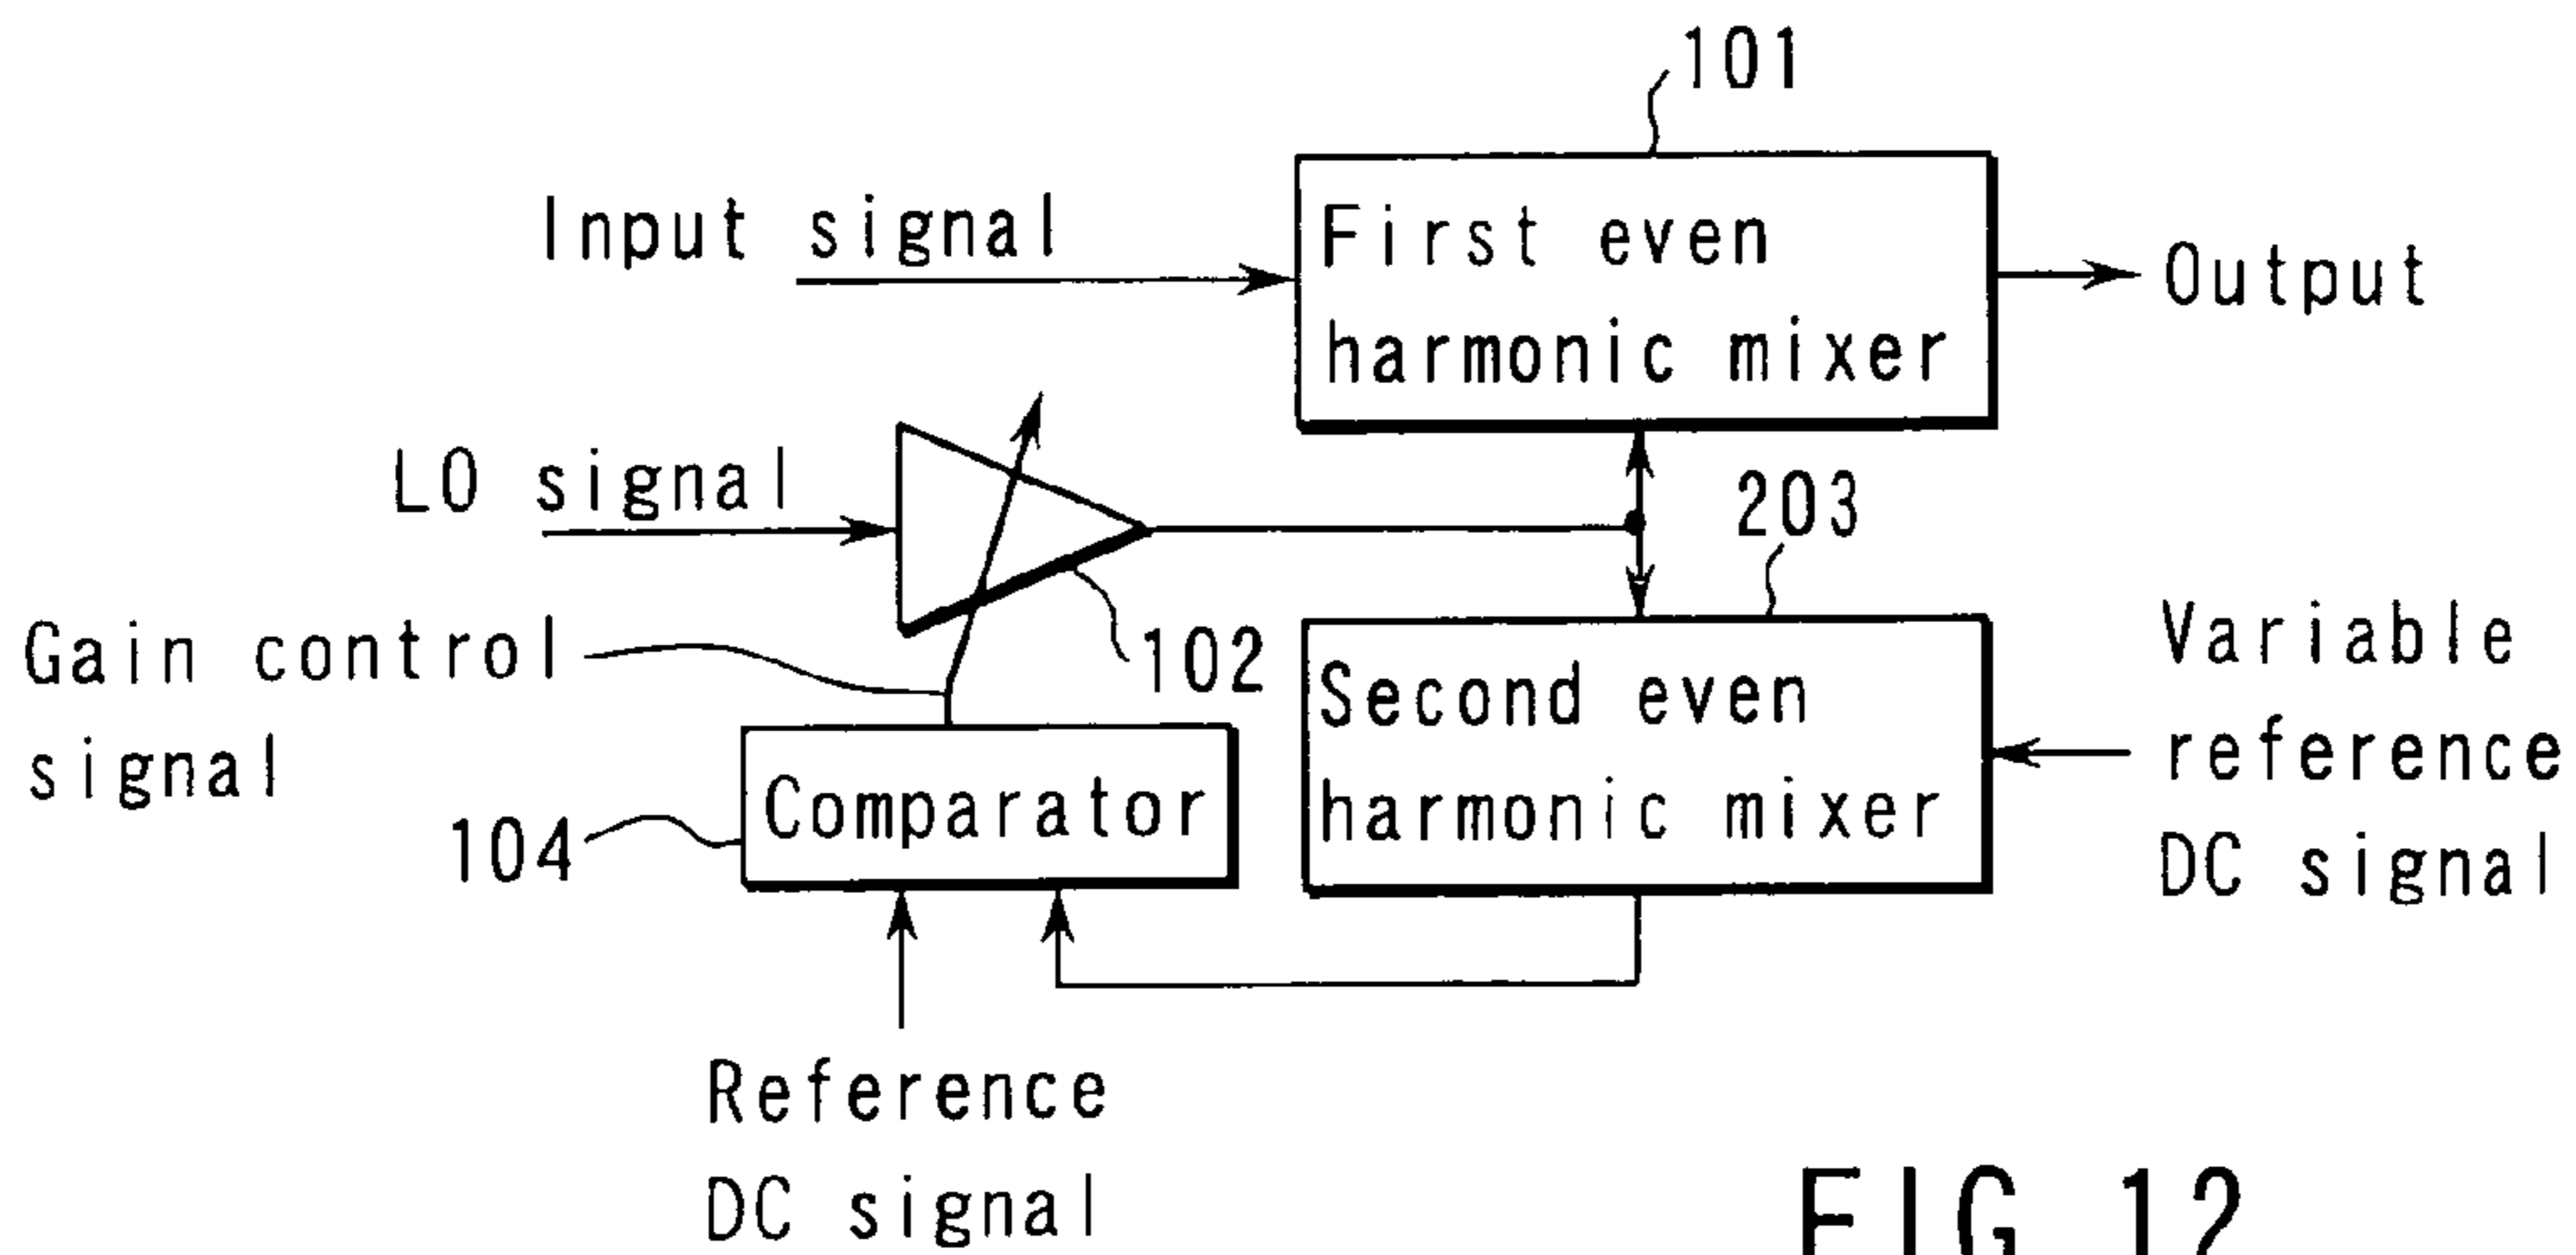 101
Input signal
First even
harmonic mixer
Output
LO signal
203
Gain control
signal
102
Second even
harmonic mixer
Variable
reference
DC signal
Comparator
104
Reference
DC signal
FIG.12